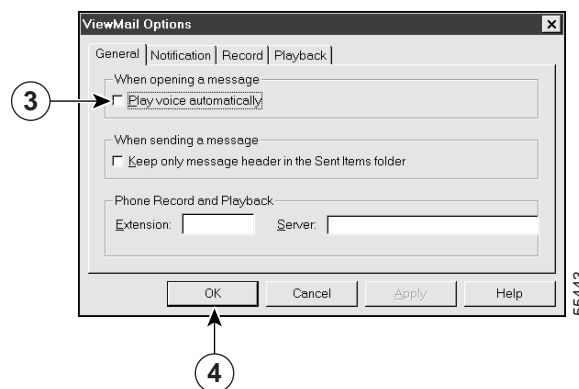 ViewMail Options
General Notification Record Playback
When opening a message
3
Play voice automatically
When sending a message
Keep only message header in the Sent Items folder
Phone Record and Playback
Extension: Server:
OK Cancel Apply Help
4
55443